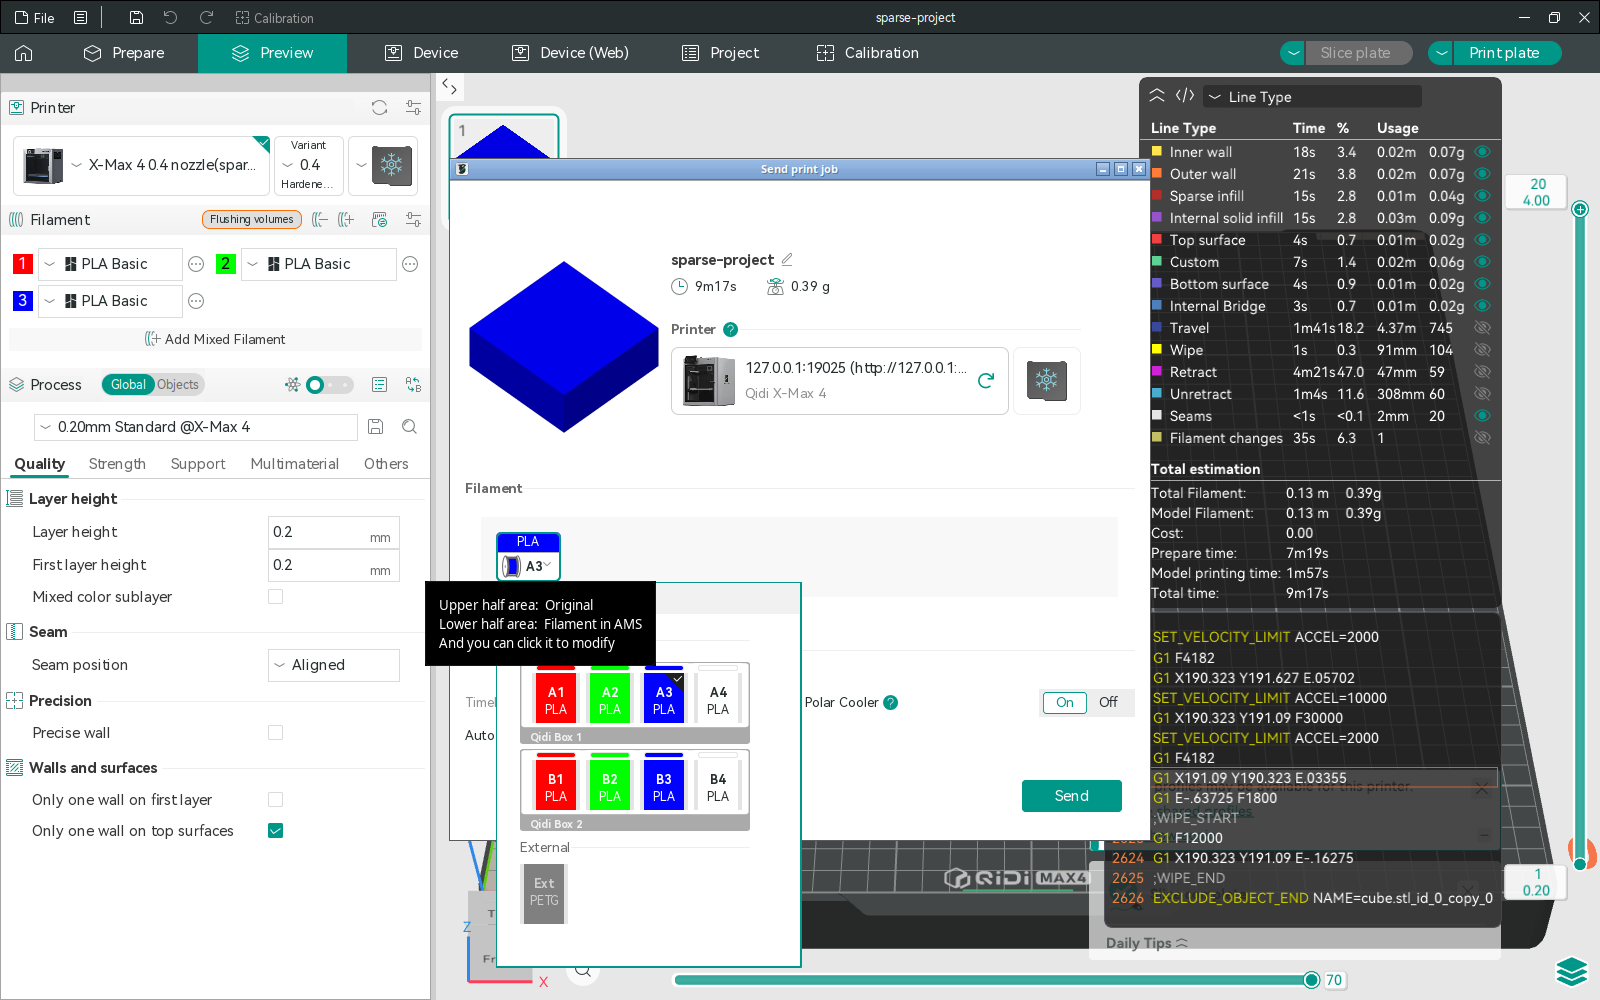 File
Calibration
sparse-project
Prepare
Preview
Device
Device (Web)
Project
Calibration
Slice plate
Print plate
Printer
X-Max 4 0.4 nozzle(spar...
Variant
0.4
Hardene...
Filament
Flushing volumes
1 PLA Basic
2 PLA Basic
3 PLA Basic
Add Mixed Filament
Process
Global
Objects
0.20mm Standard @X-Max 4
Quality
Strength
Support
Multimaterial
Others
Layer height
Layer height 0.2 mm
First layer height 0.2 mm
Mixed color sublayer
Seam
Seam position Aligned
Precision
Precise wall
Walls and surfaces
Only one wall on first layer
Only one wall on top surfaces
1
Send print job
sparse-project
9m17s 0.39 g
Printer
127.0.0.1:19025 (http://127.0.0.1:...
Qidi X-Max 4
Filament
PLA
A3
Upper half area: Original
Lower half area: Filament in AMS
And you can click it to modify
A1 A2 A3 A4
PLA PLA PLA PLA
Qidi Box 1
B1 B2 B3 B4
PLA PLA PLA PLA
Qidi Box 2
External
Ext
PETG
Auto
Polar Cooler
On
Off
Send
Line Type
Line Type Time % Usage
Inner wall 18s 3.4 0.02m 0.07g
Outer wall 21s 3.8 0.02m 0.07g
Sparse infill 15s 2.8 0.01m 0.04g
Internal solid infill 15s 2.8 0.03m 0.09g
Top surface 4s 0.7 0.01m 0.02g
Custom 7s 1.4 0.02m 0.06g
Bottom surface 4s 0.9 0.01m 0.02g
Internal Bridge 3s 0.7 0.01m 0.02g
Travel 1m41s 18.2 4.37m 745
Wipe 1s 0.3 91mm 104
Retract 4m21s 47.0 47mm 59
Unretract 1m4s 11.6 308mm 60
Seams <1s <0.1 2mm 20
Filament changes 35s 6.3 1
Total estimation
Total Filament: 0.13 m 0.39g
Model Filament: 0.13 m 0.39g
Cost: 0.00
Prepare time: 7m19s
Model printing time: 1m57s
Total time: 9m17s
SET_VELOCITY_LIMIT ACCEL=2000
G1 F4182
G1 X190.323 Y191.627 E.05702
SET_VELOCITY_LIMIT ACCEL=10000
G1 X190.323 Y191.09 F30000
SET_VELOCITY_LIMIT ACCEL=2000
G1 F4182
G1 X191.09 Y190.323 E.03355
profiles may be available for this printer.
G1 E-.63725 F1800
shared profiles
;WIPE_START
G1 F12000
2624 G1 X190.323 Y191.09 E-.16275
2625 ;WIPE_END
2626 EXCLUDE_OBJECT_END NAME=cube.stl_id_0_copy_0
Daily Tips
QIDI MAX4
20
4.00
1
0.20
70
Z
X